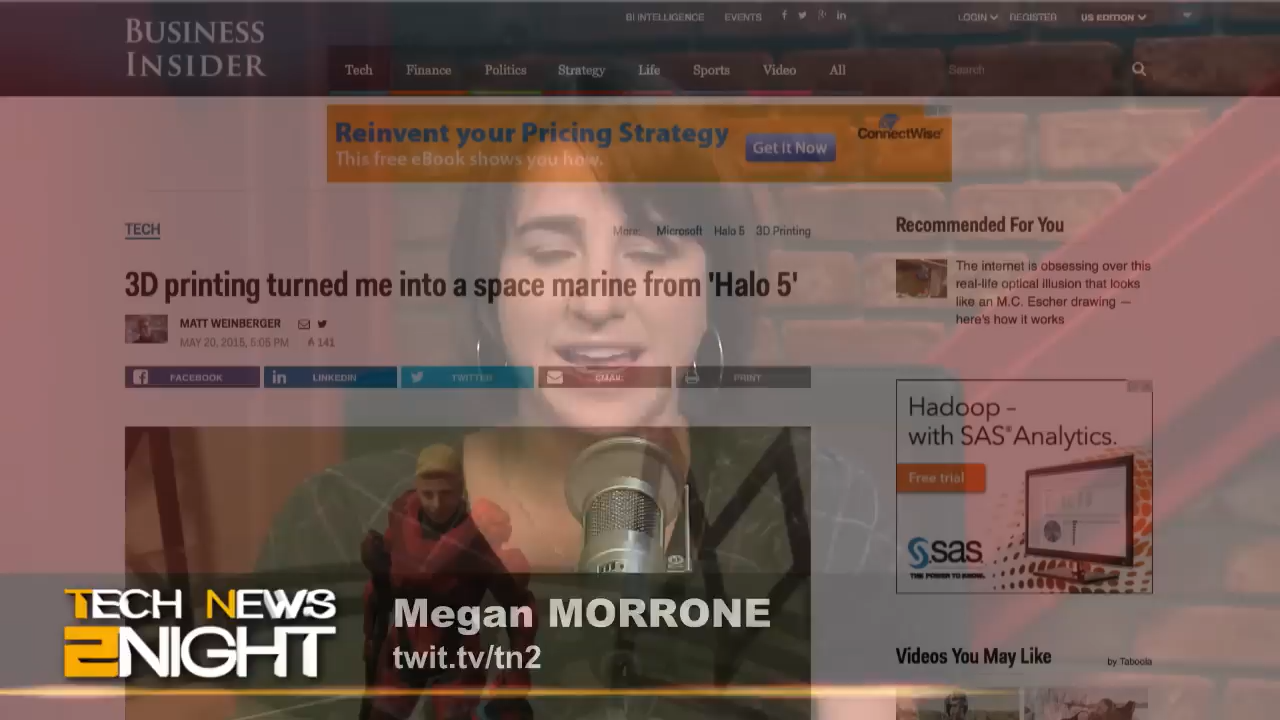 BUSINESS
INSIDER
BI INTELLIGENCE EVENTS
LOGIN REGISTER US EDITION
Tech Finance Politics Strategy Life Sports Video All
Search
Reinvent your Pricing Strategy
This free eBook shows you how.
Get it Now
ConnectWise
TECH
More: Microsoft Halo 5 3D Printing
3D printing turned me into a space marine from 'Halo 5'
MATT WEINBERGER
MAY 20, 2015, 5:05 PM 141
FACEBOOK LINKEDIN TWITTER EMAIL PRINT
Recommended For You
The internet is obsessing over this
real-life optical illusion that looks
like an M.C. Escher drawing —
here's how it works
Hadoop -
with SAS® Analytics.
Free trial
sas
THE POWER TO KNOW.
TECH NEWS
2NIGHT
Megan MORRONE
twit.tv/tn2
Videos You May Like
by Taboola